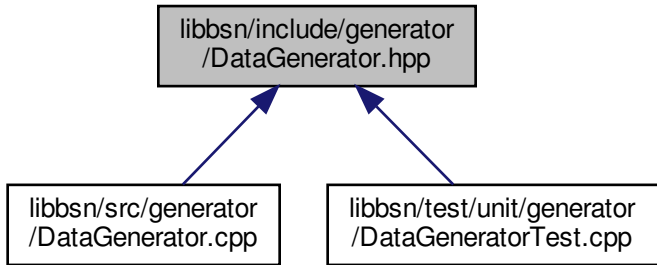 libbsn/include/generator
/DataGenerator.hpp
libbsn/src/generator
/DataGenerator.cpp
libbsn/test/unit/generator
/DataGeneratorTest.cpp